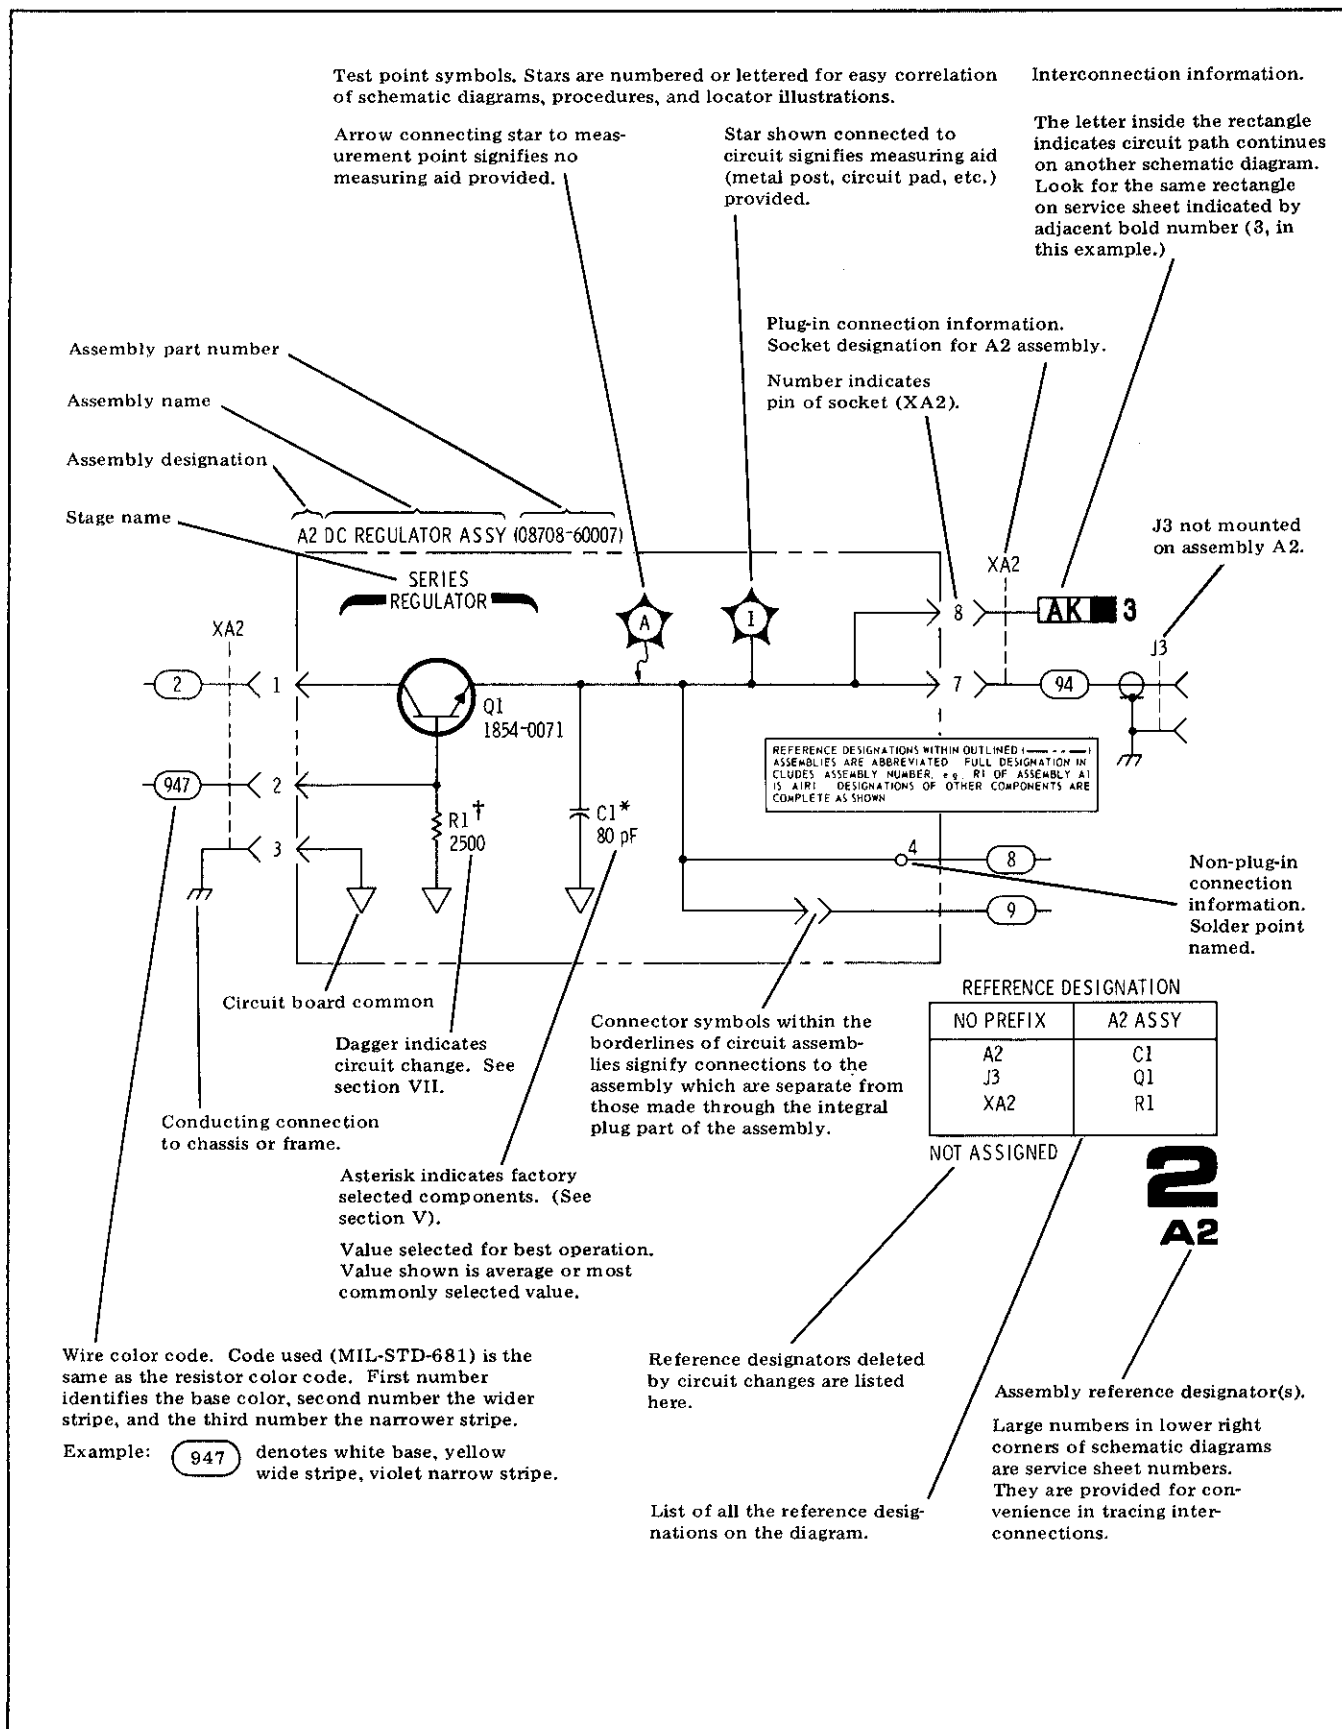 Test point symbols. Stars are numbered or lettered for easy correlation
of schematic diagrams, procedures, and locator illustrations.
Arrow connecting star to meas-
urement point signifies no
measuring aid provided.
Star shown connected to
circuit signifies measuring aid
(metal post, circuit pad, etc.)
provided.
Interconnection information.
The letter inside the rectangle
indicates circuit path continues
on another schematic diagram.
Look for the same rectangle
on service sheet indicated by
adjacent bold number (3, in
this example.)
Plug-in connection information.
Socket designation for A2 assembly.
Number indicates
pin of socket (XA2).
Assembly part number
Assembly name
Assembly designation
Stage name
A2 DC REGULATOR ASSY (08708-60007)
SERIES
REGULATOR
J3 not mounted
on assembly A2.
XA2
A
1
8
AK 3
J3
XA2
2
1
7
94
Q1
1854-0071
947
2
REFERENCE DESIGNATIONS WITHIN OUTLINED (—— - - ——)
ASSEMBLIES ARE ABBREVIATED FULL DESIGNATION IN
CLUDES ASSEMBLY NUMBER, e g. R1 OF ASSEMBLY A1
IS A1R1 DESIGNATIONS OF OTHER COMPONENTS ARE
COMPLETE AS SHOWN
R1†
2500
C1*
80 pF
3
4
8
9
Non-plug-in
connection
information.
Solder point
named.
Circuit board common
Dagger indicates
circuit change. See
section VII.
Conducting connection
to chassis or frame.
Connector symbols within the
borderlines of circuit assemb-
lies signify connections to the
assembly which are separate from
those made through the integral
plug part of the assembly.
REFERENCE DESIGNATION
NO PREFIX A2 ASSY
A2 C1
J3 Q1
XA2 R1
NOT ASSIGNED
2
A2
Asterisk indicates factory
selected components. (See
section V).
Value selected for best operation.
Value shown is average or most
commonly selected value.
Wire color code. Code used (MIL-STD-681) is the
same as the resistor color code. First number
identifies the base color, second number the wider
stripe, and the third number the narrower stripe.
Example: 947 denotes white base, yellow
wide stripe, violet narrow stripe.
Reference designators deleted
by circuit changes are listed
here.
List of all the reference desig-
nations on the diagram.
Assembly reference designator(s).
Large numbers in lower right
corners of schematic diagrams
are service sheet numbers.
They are provided for con-
venience in tracing inter-
connections.